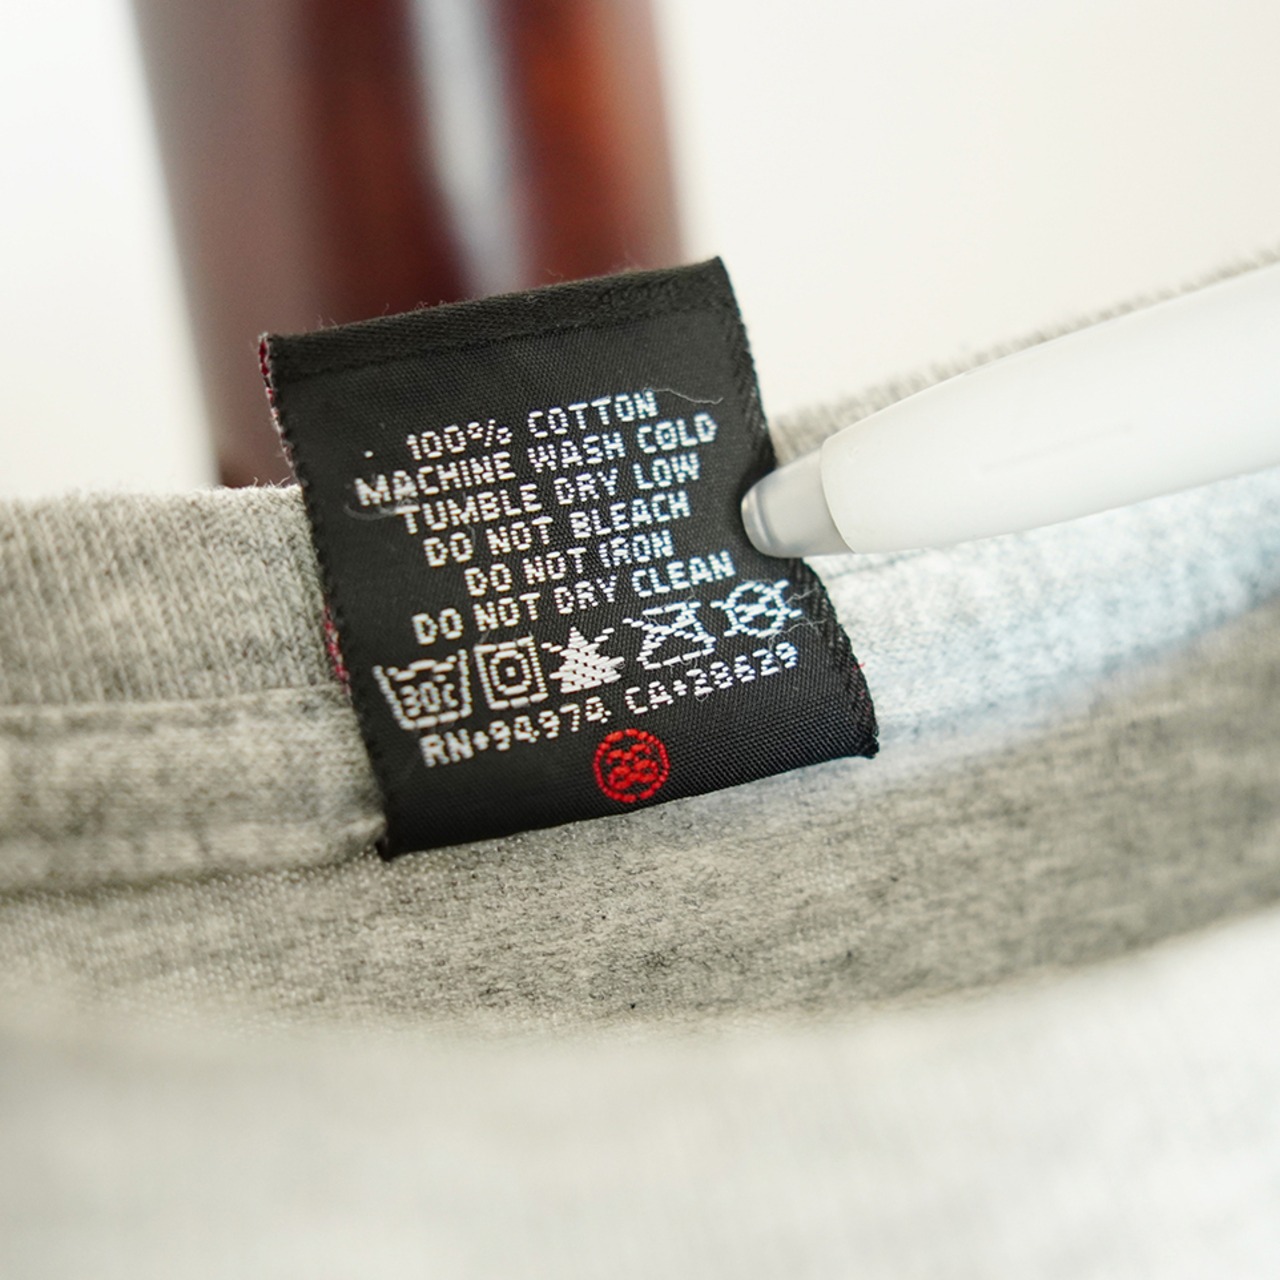 100% COTTON
MACHINE WASH COLD
TUMBLE DRY LOW
DO NOT BLEACH
DO NOT IRON
DO NOT DRY CLEAN
30c
RN#94974 CA#28629